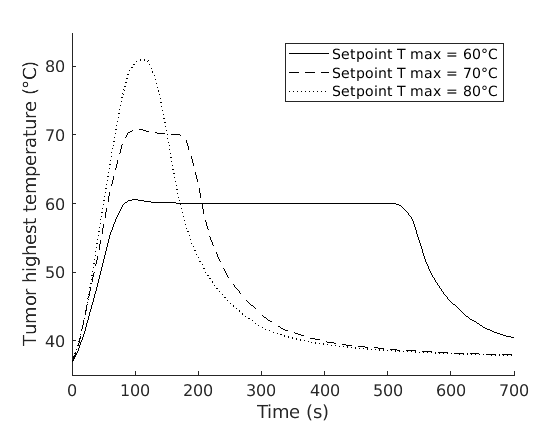 Setpoint T max = 60°C
Setpoint T max = 70°C
Setpoint T max = 80°C
Tumor highest temperature (°C)
80
70
60
50
40
0 100 200 300 400 500 600 700
Time (s)